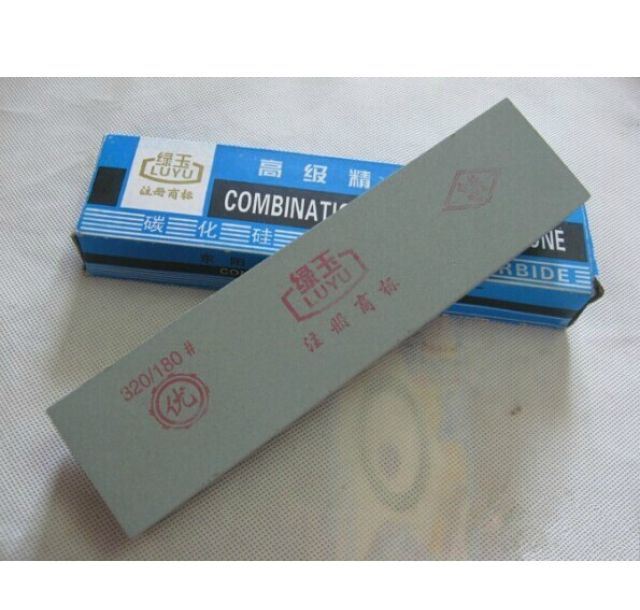 绿玉
LUYU
注册商标
高级精
COMBINATIO
ONE
碳化硅
RBIDE
绿玉
LUYU
注册商标
320/180#
优